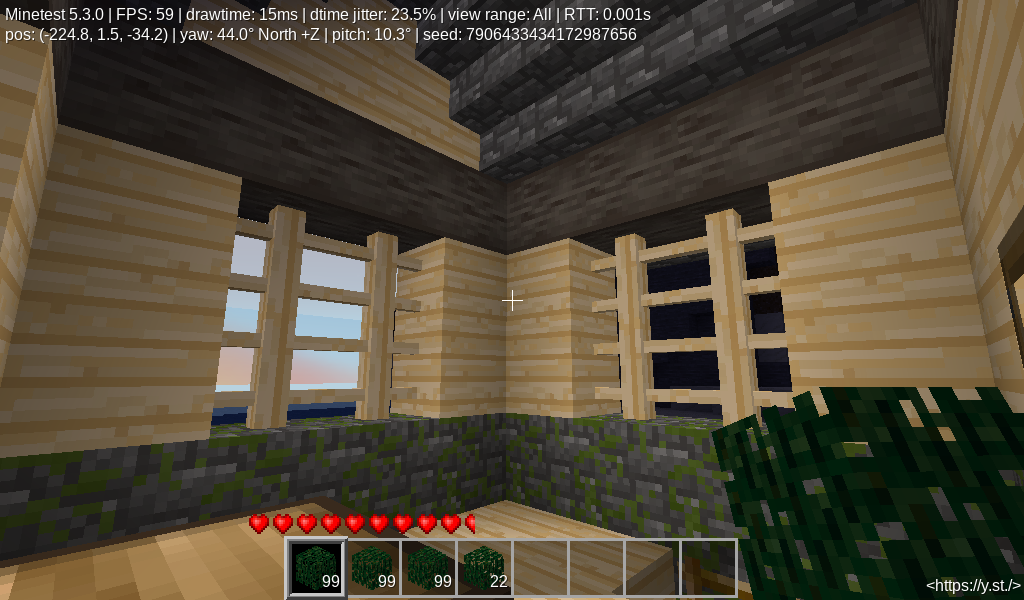 Minetest 5.3.0 | FPS: 59 | drawtime: 15ms | dtime jitter: 23.5% | view range: All | RTT: 0.001s
pos: (-224.8, 1.5, -34.2) | yaw: 44.0° North +Z | pitch: 10.3° | seed: 7906433434172987656
99 99 99 22
<https://y.st./>